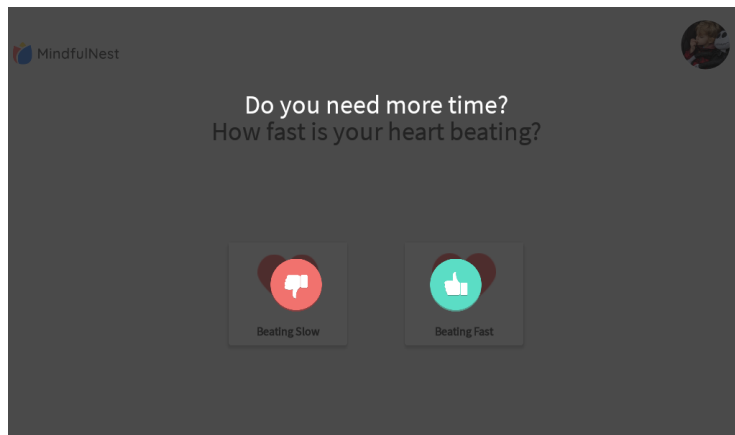 MindfulNest
Do you need more time?
How fast is your heart beating?
Beating Slow
Beating Fast